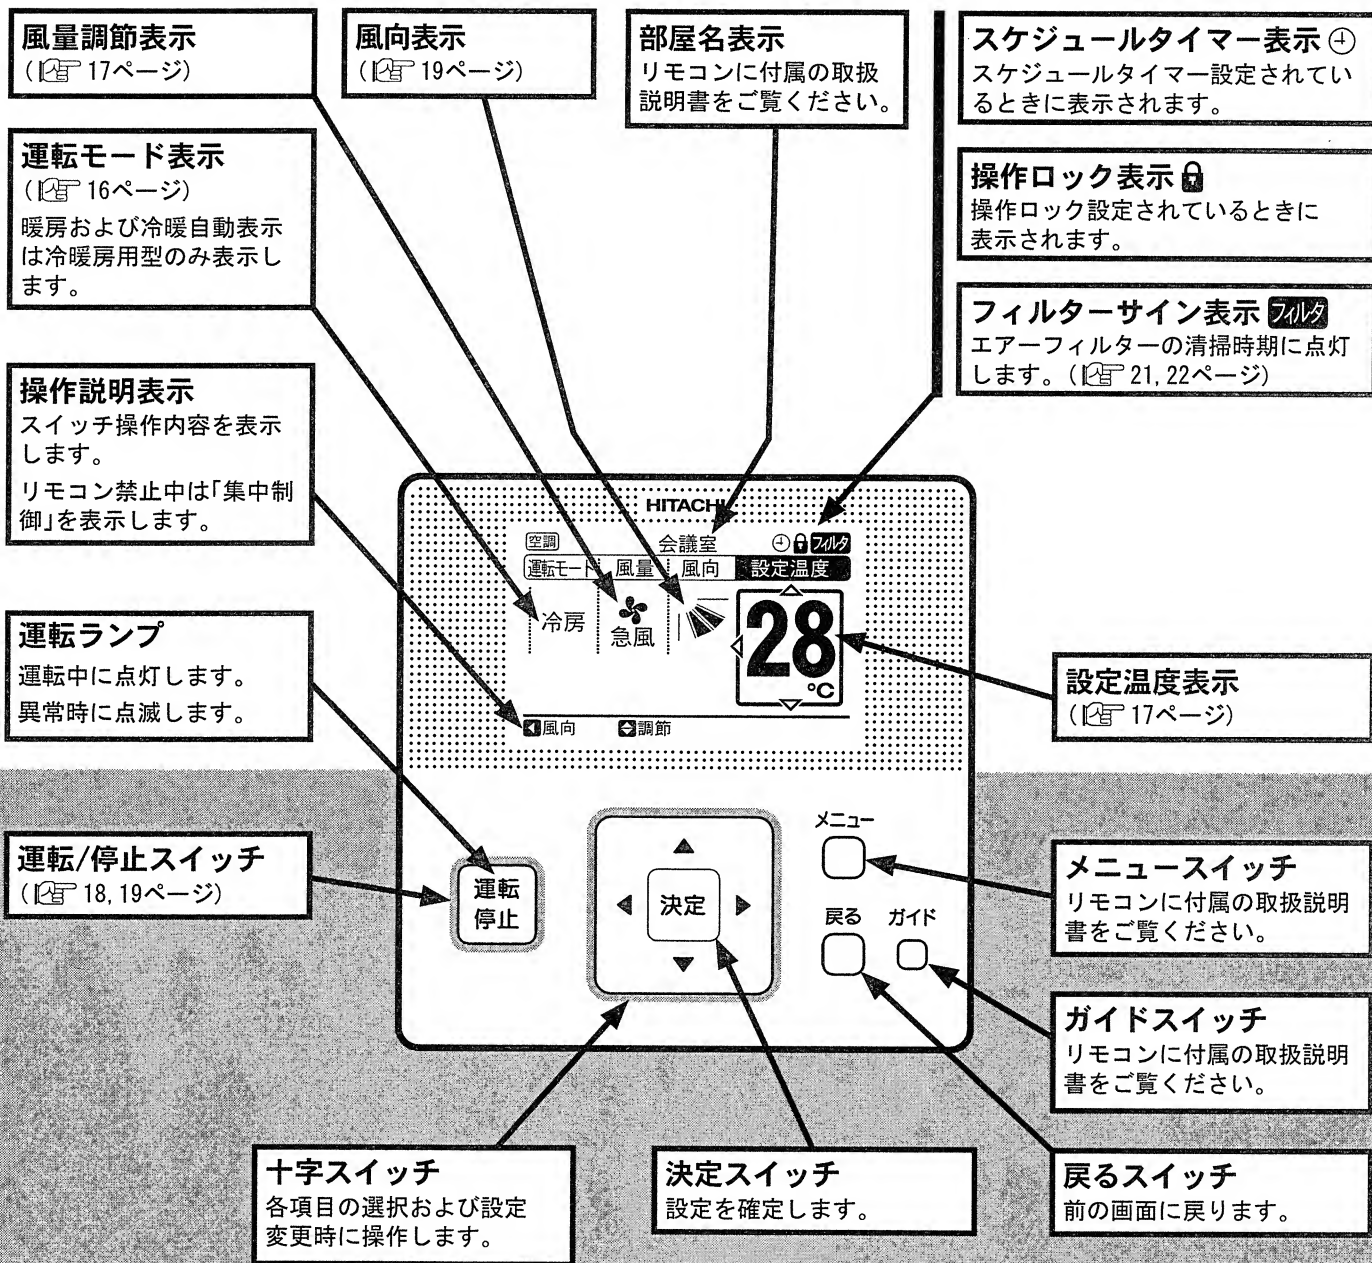 風量調節表示
(17ページ)
風向表示
(19ページ)
部屋名表示
リモコンに付属の取扱
説明書をご覧ください。
スケジュールタイマー表示
スケジュールタイマー設定されてい
るときに表示されます。
運転モード表示
(16ページ)
暖房および冷暖自動表示
は冷暖房用型のみ表示し
ます。
操作ロック表示
操作ロック設定されているときに
表示されます。
フィルターサイン表示 フィルタ
エアーフィルターの清掃時期に点灯
します。(21,22ページ)
操作説明表示
スイッチ操作内容を表示
します。
リモコン禁止中は「集中制
御」を表示します。
HITACHI
空調 会議室 フィルタ
運転モード 風量 風向 設定温度
冷房 急風 28
℃
風向 調節
運転ランプ
運転中に点灯します。
異常時に点滅します。
設定温度表示
(17ページ)
運転/停止スイッチ
(18,19ページ)
運転
停止
決定
メニュー
戻る ガイド
メニュースイッチ
リモコンに付属の取扱説明
書をご覧ください。
ガイドスイッチ
リモコンに付属の取扱説明
書をご覧ください。
十字スイッチ
各項目の選択および設定
変更時に操作します。
決定スイッチ
設定を確定します。
戻るスイッチ
前の画面に戻ります。